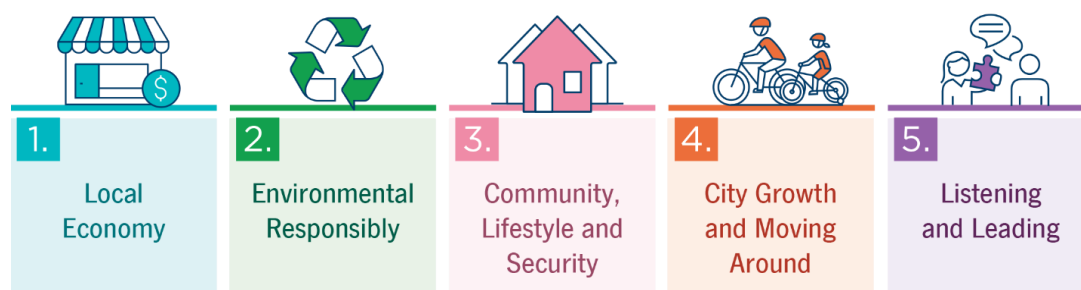 $
1.
Local
Economy
2.
Environmental
Responsibly
3.
Community,
Lifestyle and
Security
4.
City Growth
and Moving
Around
5.
Listening
and Leading